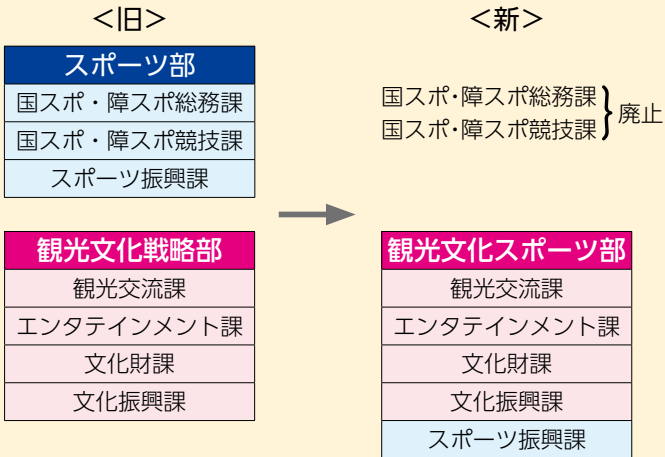 <旧>
スポーツ部
国スポ・障スポ総務課
国スポ・障スポ競技課
スポーツ振興課
観光文化戦略部
観光交流課
エンタテインメント課
文化財課
文化振興課
<新>
国スポ・障スポ総務課
国スポ・障スポ競技課
}廃止
観光文化スポーツ部
観光交流課
エンタテインメント課
文化財課
文化振興課
スポーツ振興課